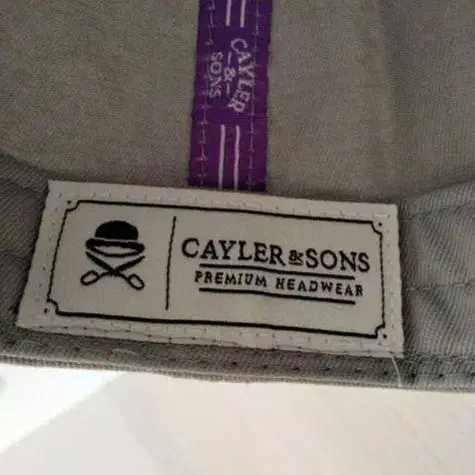 CAYLER
&
SONS
CAYLER & SONS
PREMIUM HEADWEAR